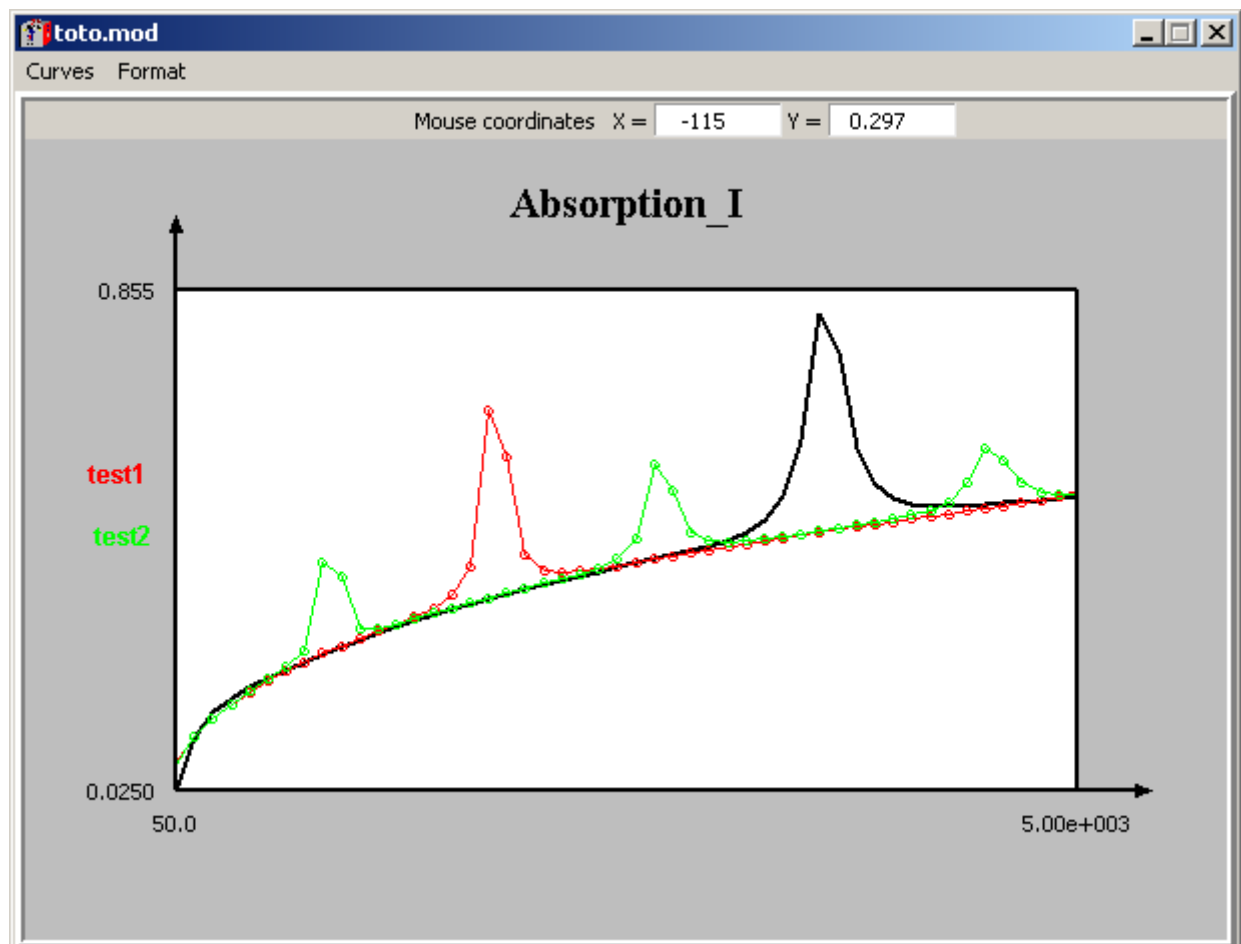 toto.mod
Curves Format
Mouse coordinates X = -115 Y = 0.297
Absorption_I
0.855
test1
test2
0.0250
50.0 5.00e+003